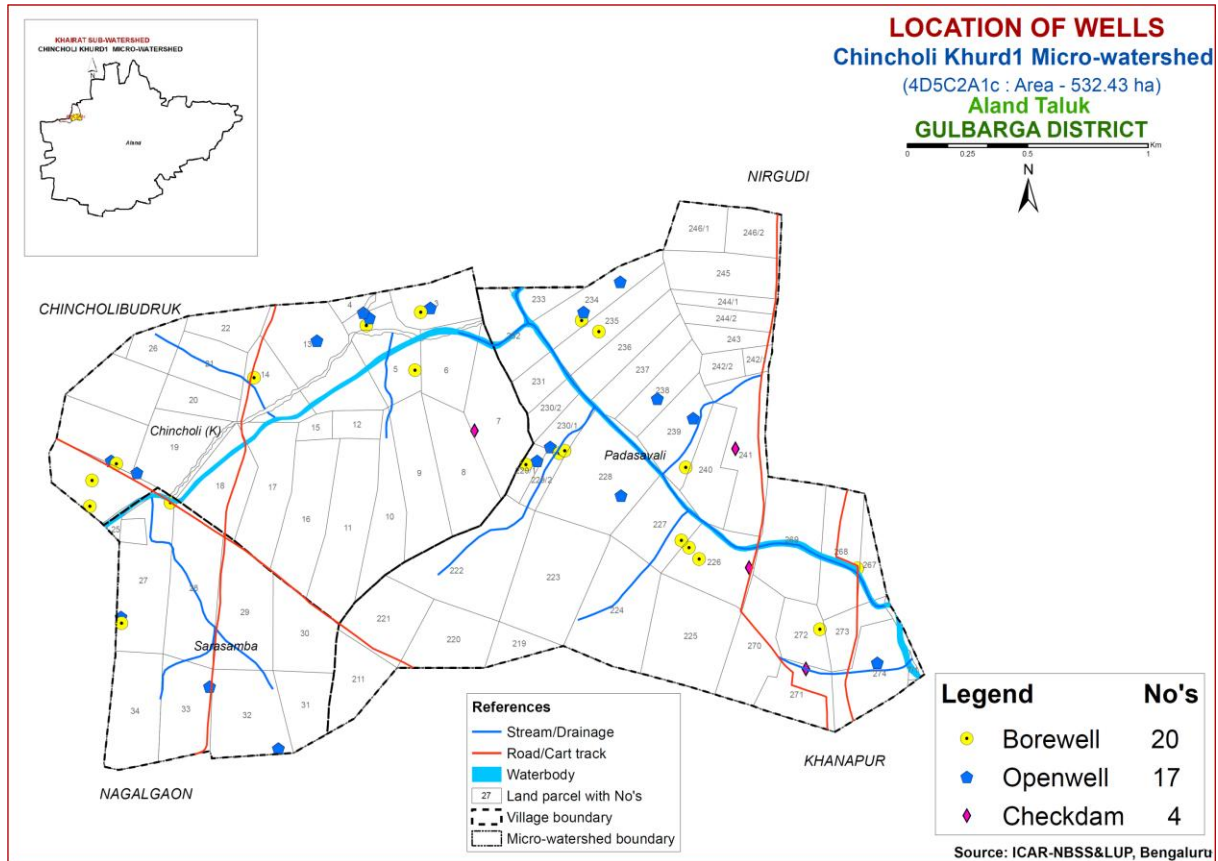 KHAIRAT SUB-WATERSHED
CHINCHOLI KHURD1 MICRO-WATERSHED
N
Aland
LOCATION OF WELLS
Chincholi Khurd1 Micro-watershed
(4D5C2A1c : Area - 532.43 ha)
Aland Taluk
GULBARGA DISTRICT
Km
0 0.25 0.5 1
N
NIRGUDI
246/1 246/2
245
244/1
244/2
243
242/2
233 234
235
236
237
238
239
240
241
231
230/2
230/1
228
227
226
CHINCHOLIBUDRUK
22
26
21
20
19
14
13
4
3
5
6
7
15
12
Chincholi (K)
Padasavali
18
17
16
11
10
9
8
222
223
224
225
221
220
219
211
268
267
270
271
272
273
274
25
27
28
29
30
Sarasamba
34
33
32
31
NAGALGAON
KHANAPUR
References
Stream/Drainage
Road/Cart track
Waterbody
27 Land parcel with No's
Village boundary
Micro-watershed boundary
Legend No's
Borewell 20
Openwell 17
Checkdam 4
Source: ICAR-NBSS&LUP, Bengaluru